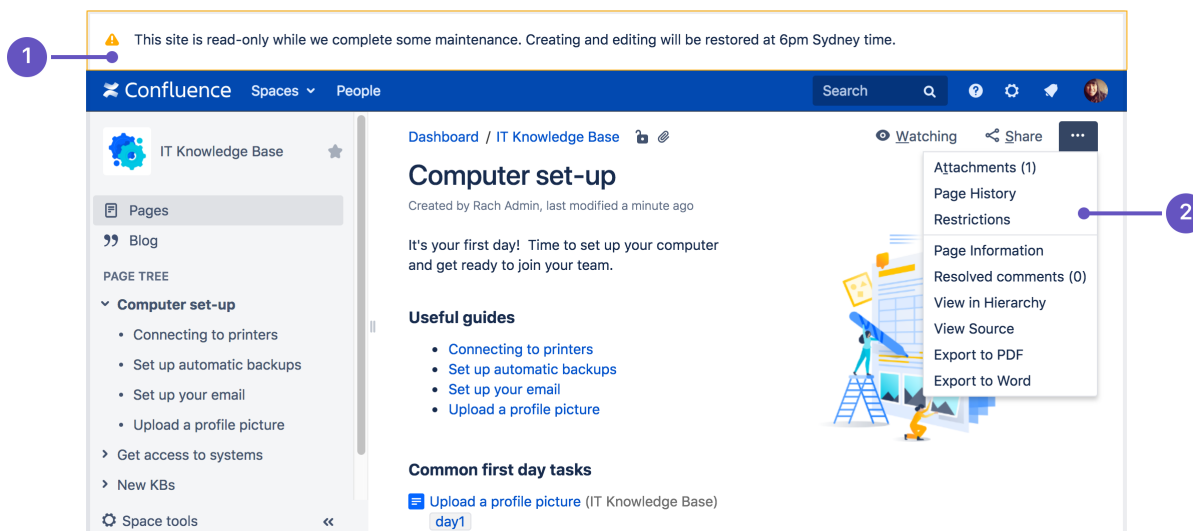 1
This site is read-only while we complete some maintenance. Creating and editing will be restored at 6pm Sydney time.
Confluence Spaces People Search
IT Knowledge Base
Pages
Blog
PAGE TREE
Computer set-up
Connecting to printers
Set up automatic backups
Set up your email
Upload a profile picture
Get access to systems
New KBs
Space tools
Dashboard / IT Knowledge Base
Watching Share
Computer set-up
Created by Rach Admin, last modified a minute ago
It's your first day! Time to set up your computer
and get ready to join your team.
Useful guides
Connecting to printers
Set up automatic backups
Set up your email
Upload a profile picture
Common first day tasks
Upload a profile picture (IT Knowledge Base)
day1
Attachments (1)
Page History
Restrictions
Page Information
Resolved comments (0)
View in Hierarchy
View Source
Export to PDF
Export to Word
2